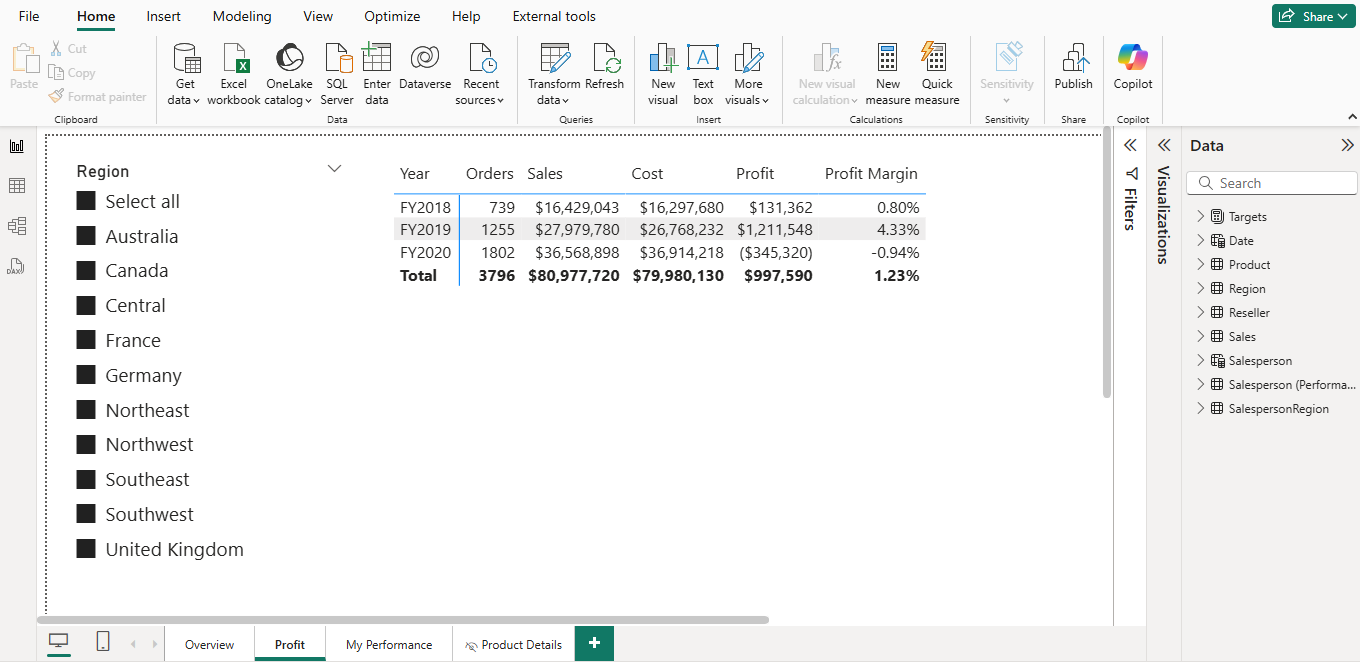 File Home Insert Modeling View Optimize Help External tools Share
Paste Cut Copy Format painter
Clipboard
Get data Excel workbook OneLake catalog SQL Server Enter data Dataverse Recent sources
Data
Transform data Refresh
Queries
New visual Text box More visuals
Insert
New visual calculation New measure Quick measure
Calculations
Sensitivity
Sensitivity
Publish
Share
Copilot
Copilot
Region
Select all
Australia
Canada
Central
France
Germany
Northeast
Northwest
Southeast
Southwest
United Kingdom
Year Orders Sales Cost Profit Profit Margin
FY2018 739 $16,429,043 $16,297,680 $131,362 0.80%
FY2019 1255 $27,979,780 $26,768,232 $1,211,548 4.33%
FY2020 1802 $36,568,898 $36,914,218 ($345,320) -0.94%
Total 3796 $80,977,720 $79,980,130 $997,590 1.23%
Filters
Visualizations
Data
Search
Targets
Date
Product
Region
Reseller
Sales
Salesperson
Salesperson (Performa...
SalespersonRegion
Overview Profit My Performance Product Details +